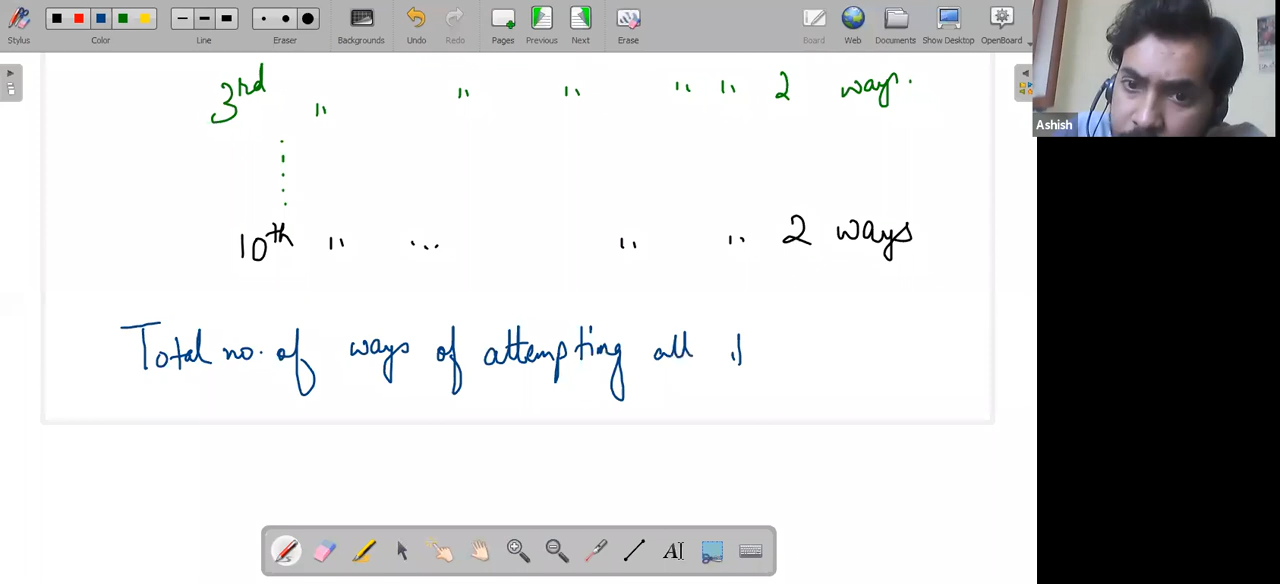 Stylus Color Line Eraser Backgrounds Undo Redo Pages Previous Next Erase Board Web Documents Show Desktop OpenBoard
3rd " " " " " 2 ways.
Ashish
10th " ... " " 2 ways
Total no. of ways of attempting all